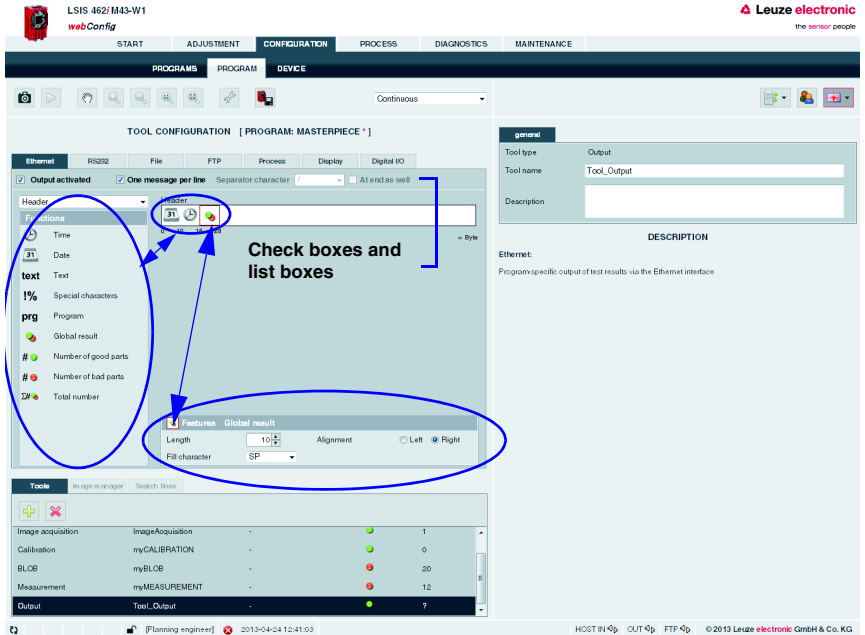 LSIS 462i M43-W1
webConfig
Leuze electronic
the sensor people
START ADJUSTMENT CONFIGURATION PROCESS DIAGNOSTICS MAINTENANCE
PROGRAMS PROGRAM DEVICE
Continuous
TOOL CONFIGURATION [ PROGRAM: MASTERPIECE * ]
Ethernet RS232 File FTP Process Display Digital I/O
Output activated One message per line Separator character / At end as well
Header
Functions
Time
31 Date
text Text
!% Special characters
prg Program
Global result
# Number of good parts
# Number of bad parts
Σ# Total number
Header
31
0 10 18 28
-> Byte
Check boxes and
list boxes
Features Global result
Length 10 Alignment Left Right
Fill character SP
general
Tool type Output
Tool name Tool_Output
Description
DESCRIPTION
Ethernet:
Program-specific output of test results via the Ethernet interface
Tools Image manager Search lines
Image acquisition ImageAcquisition - 1
Calibration myCALIBRATION - 0
BLOB myBLOB - 20
Measurement myMEASUREMENT - 12
Output Tool_Output - ?
[Planning engineer] 2013-04-24 12:41:03
HOST IN OUT FTP © 2013 Leuze electronic GmbH & Co. KG